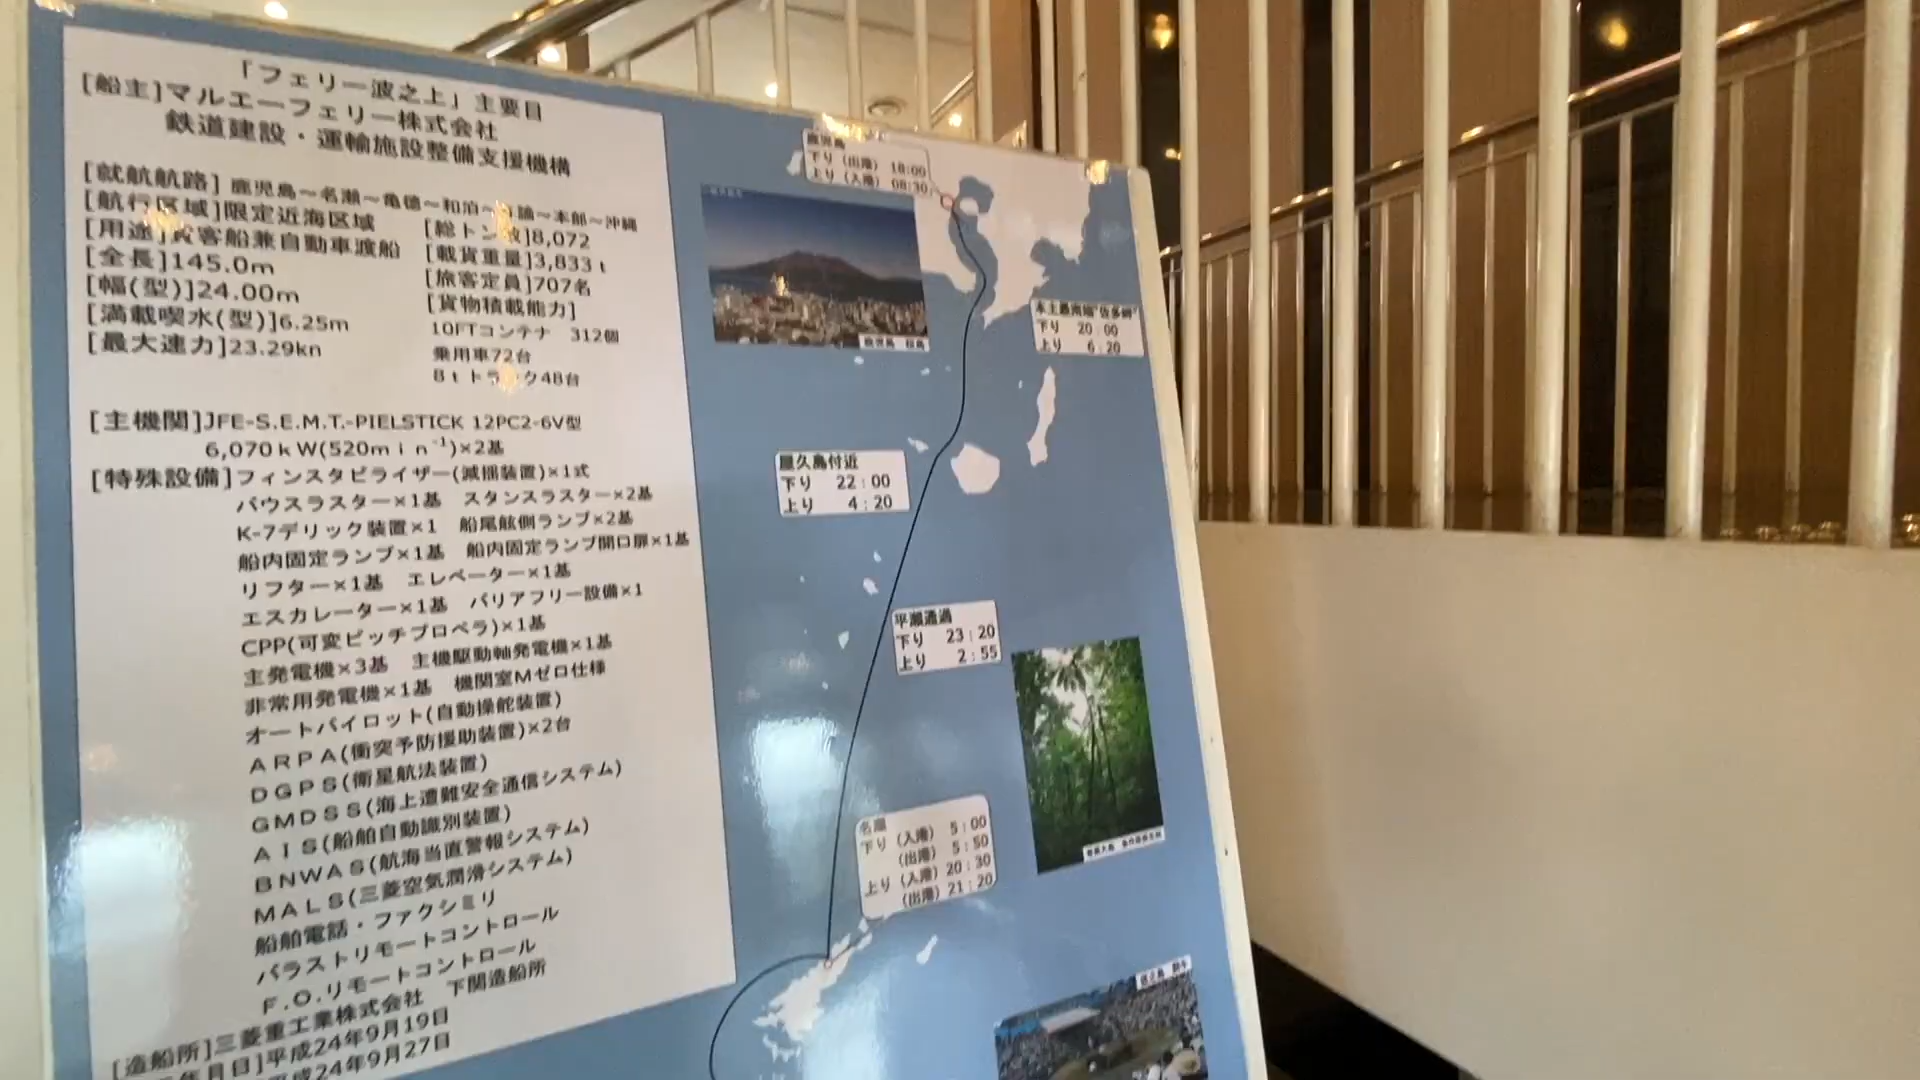 「フェリー波之上」主要目
[船主]マルエーフェリー株式会社
鉄道建設・運輸施設整備支援機構
[就航航路] 鹿児島～名瀬～亀徳～和泊～論～本部～沖縄
[航行区域]限定近海区域
[用途]貨客船兼自動車渡船
[全長]145.0m
[幅(型)]24.00m
[満載喫水(型)]6.25m
[最大速力]23.29kn
[総トン数]8,072
[載貨重量]3,833t
[旅客定員]707名
[貨物積載能力]
10FTコンテナ 312個
乗用車72台
8tトラック48台
[主機関]JFE-S.E.M.T.-PIELSTICK 12PC2-6V型
6,070kW(520min⁻¹)×2基
[特殊設備]フィンスタビライザー(減揺装置)×1式
バウスラスター×1基 スタンスラスター×2基
K-7デリック装置×1 船尾舷側ランプ×2基
船内固定ランプ×1基 船内固定ランプ開口扉×1基
リフター×1基 エレベーター×1基
エスカレーター×1基 バリアフリー設備×1
CPP(可変ピッチプロペラ)×1基
主発電機×3基 主機駆動軸発電機×1基
非常用発電機×1基 機関室Mゼロ仕様
オートパイロット(自動操舵装置)
ARPA(衝突予防援助装置)×2台
DGPS(衛星航法装置)
GMDSS(海上遭難安全通信システム)
AIS(船舶自動識別装置)
BNWAS(航海当直警報システム)
MALS(三菱空気潤滑システム)
船舶電話・ファクシミリ
バラストリモートコントロール
F.O.リモートコントロール
[造船所]三菱重工業株式会社 下関造船所
年月日]平成24年9月19日
平成24年9月27日
鹿児島
下り(出港) 18:00
上り(入港) 08:30
鹿児島 桜島
本土最南端"佐多岬"
下り 20:00
上り 6:20
屋久島付近
下り 22:00
上り 4:20
平瀬通過
下り 23:20
上り 2:55
名瀬
下り(入港) 5:00
(出港) 5:50
上り(入港) 20:30
(出港) 21:20
徳之島 闘牛